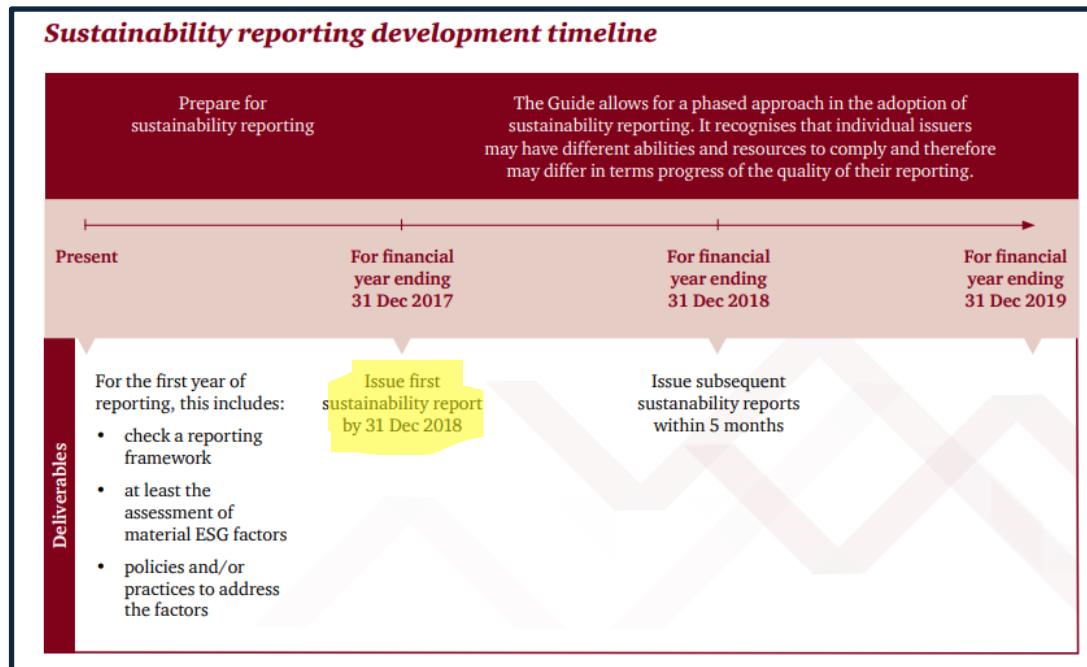 Sustainability reporting development timeline
Prepare for
sustainability reporting
The Guide allows for a phased approach in the adoption of
sustainability reporting. It recognises that individual issuers
may have different abilities and resources to comply and therefore
may differ in terms progress of the quality of their reporting.
Present
For financial
year ending
31 Dec 2017
For financial
year ending
31 Dec 2018
For financial
year ending
31 Dec 2019
Deliverables
For the first year of
reporting, this includes:
• check a reporting
framework
• at least the
assessment of
material ESG factors
• policies and/or
practices to address
the factors
Issue first
sustainability report
by 31 Dec 2018
Issue subsequent
sustanability reports
within 5 months